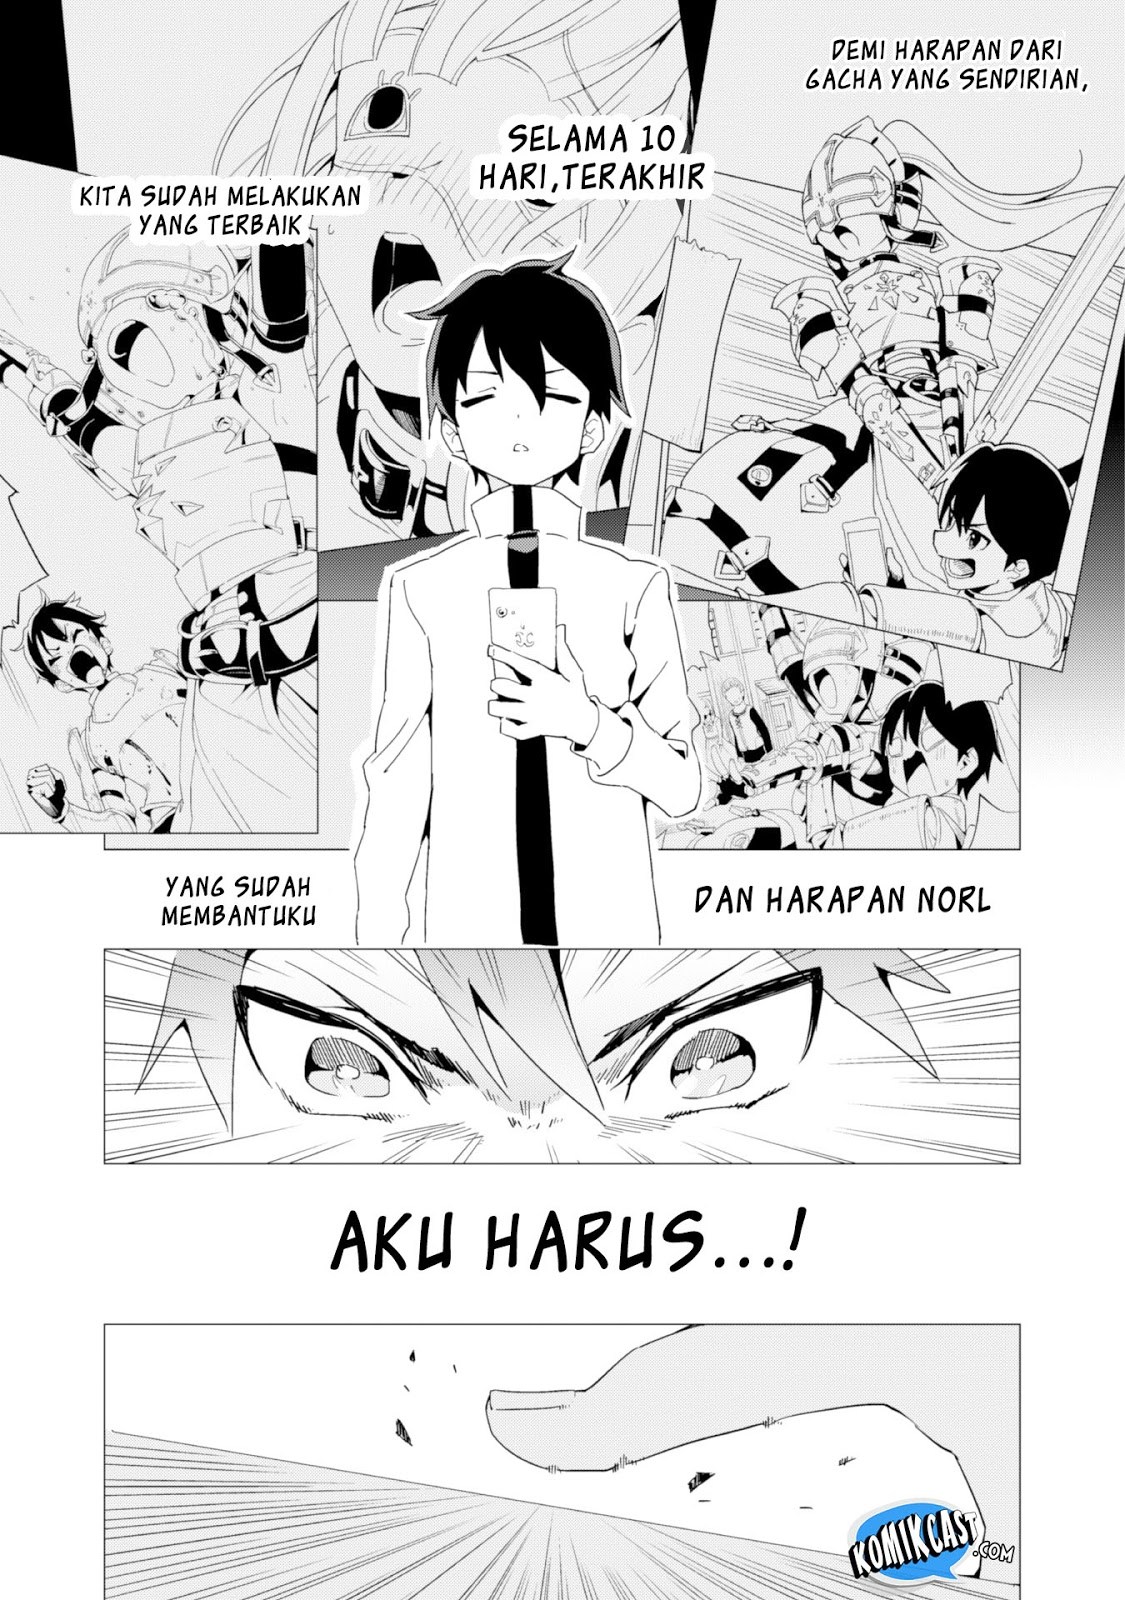 DEMI HARAPAN DARI
GACHA YANG SENDIRIAN,
SELAMA 10
HARI,TERAKHIR
KITA SUDAH MELAKUKAN
YANG TERBAIK
DAN HARAPAN NORL
YANG SUDAH
MEMBANTUKU
AKU HARUS...!
KOMIKCAST
.COM